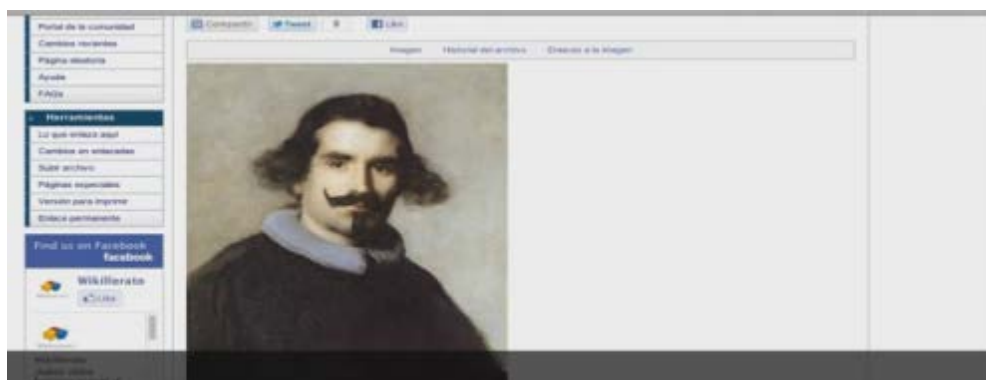 Portal de la comunidad
Cambios recientes
Página aleatoria
Ayuda
FAQs
Herramientas
Lo que enlaza aquí
Cambios en enlazadas
Subir archivo
Páginas especiales
Versión para imprimir
Enlace permanente
Find us on Facebook
facebook
Wikillerato
Like
Compartir
Tweet
0
Like
Imagen
Historial del archivo
Enlaces a la imagen